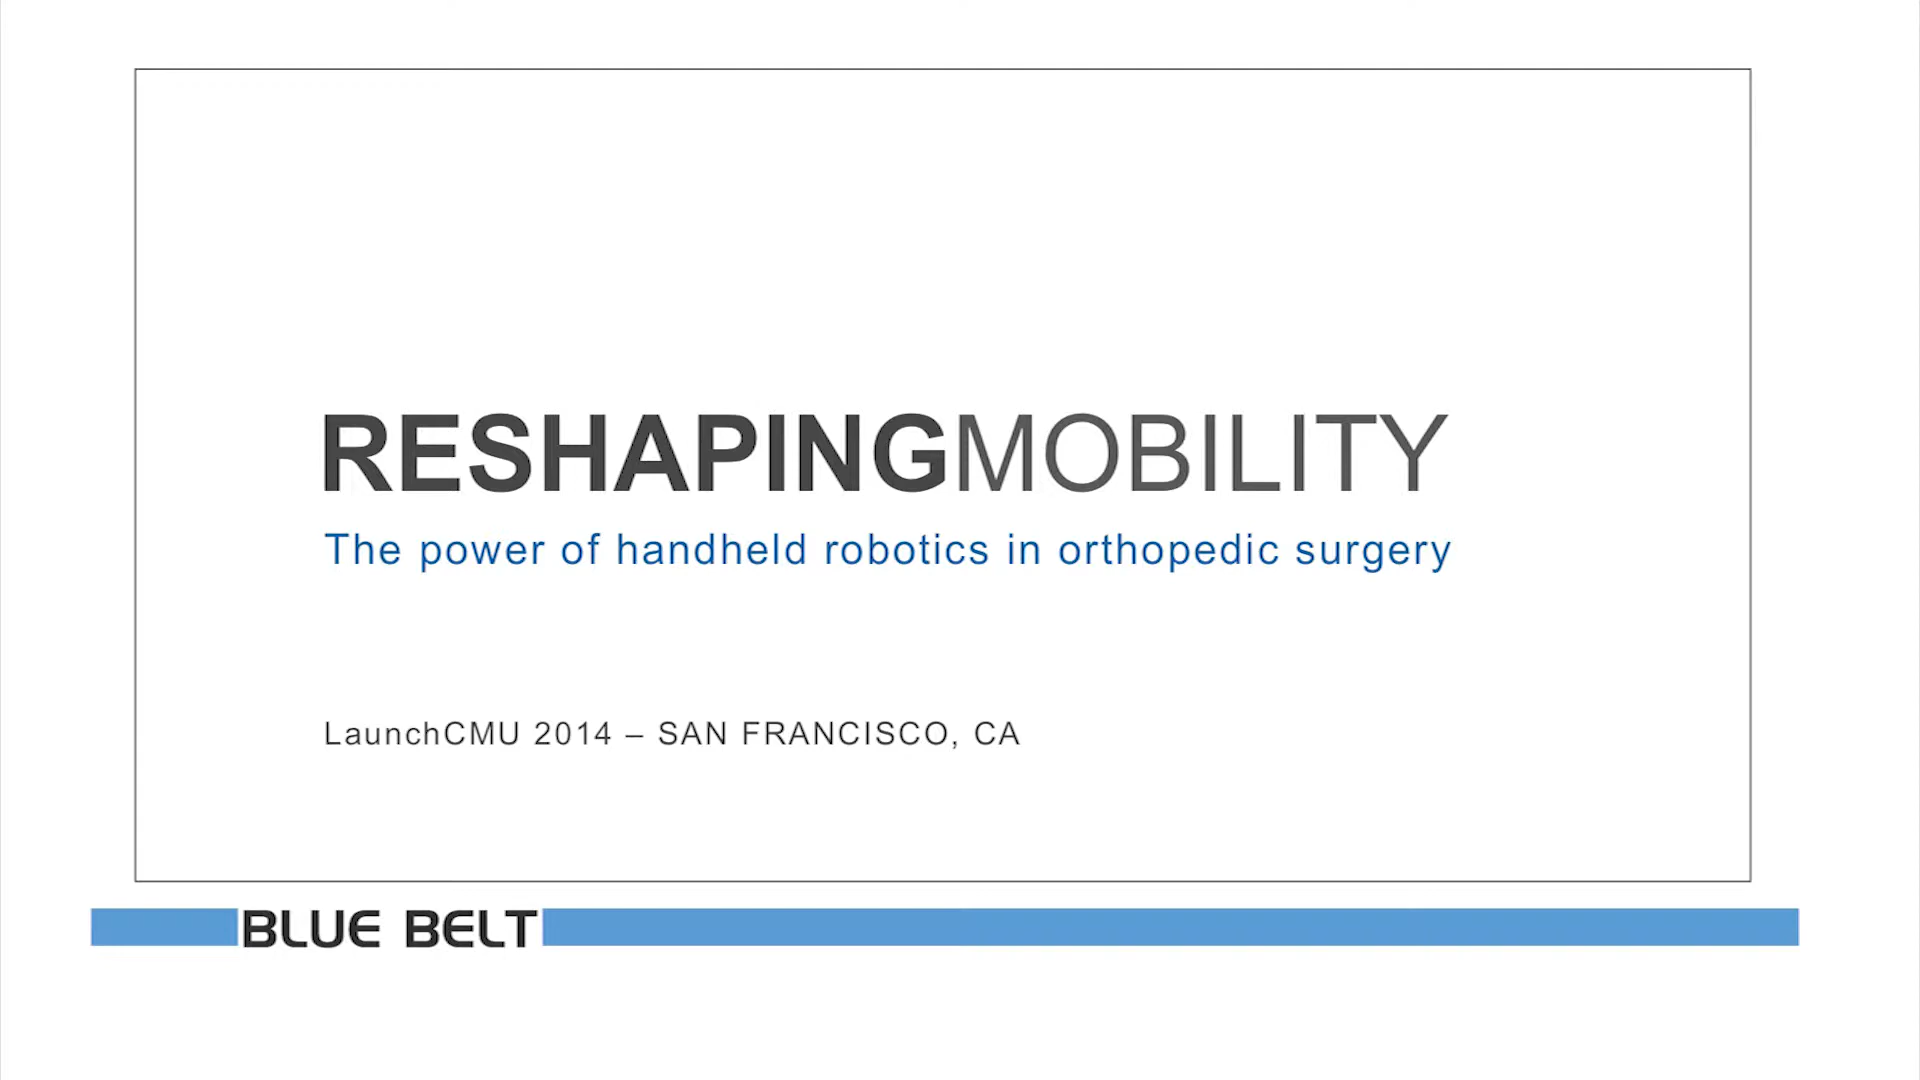 RESHAPINGMOBILITY
The power of handheld robotics in orthopedic surgery
LaunchCMU 2014 – SAN FRANCISCO, CA
BLUE BELT